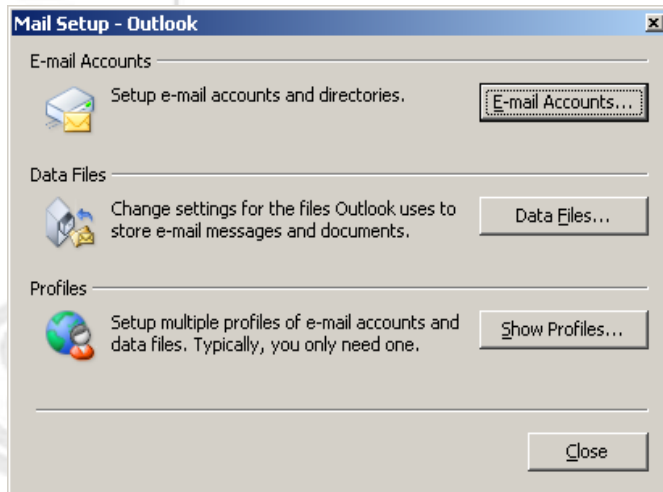 Mail Setup - Outlook
E-mail Accounts
Setup e-mail accounts and directories.
E-mail Accounts...
Data Files
Change settings for the files Outlook uses to
store e-mail messages and documents.
Data Files...
Profiles
Setup multiple profiles of e-mail accounts and
data files. Typically, you only need one.
Show Profiles...
Close